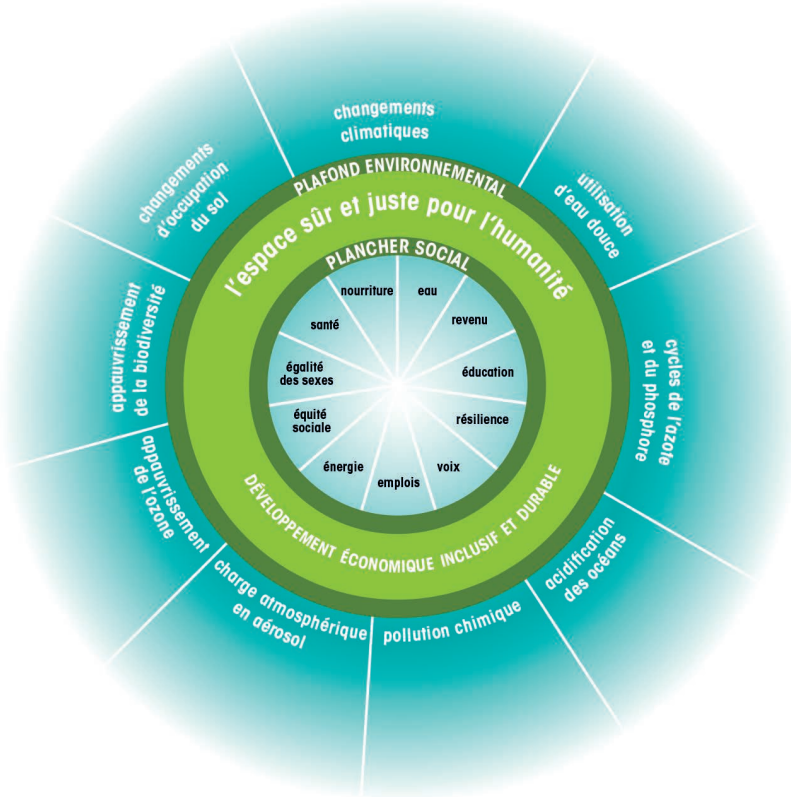 changements
climatiques
utilisation
d'eau douce
cycles de l'azote
et du phosphore
acidification
des océans
pollution chimique
charge atmosphérique
en aérosol
appauvrissement
de l'ozone
appauvrissement
de la biodiversité
changements
d'occupation
du sol
PLAFOND ENVIRONNEMENTAL
l'espace sûr et juste pour l'humanité
PLANCHER SOCIAL
eau
revenu
éducation
résilience
voix
emplois
énergie
équité
sociale
égalité
des sexes
santé
nourriture
DÉVELOPPEMENT ÉCONOMIQUE INCLUSIF ET DURABLE